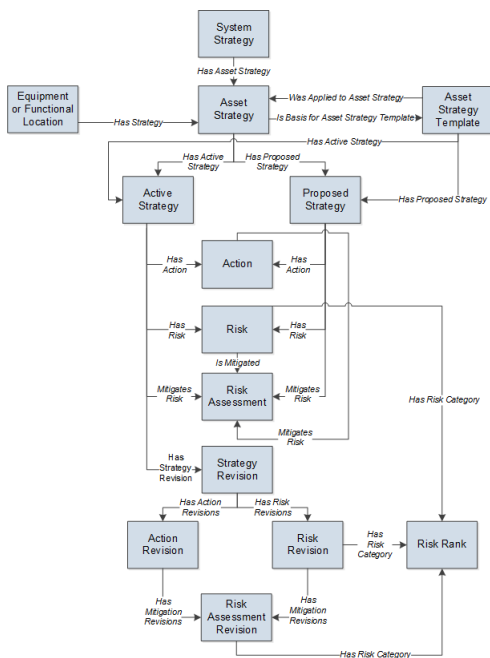 System
Strategy
Has Asset Strategy
Equipment
or Functional
Location
Has Strategy
Asset
Strategy
Was Applied to Asset Strategy
Is Basis for Asset Strategy Template
Asset
Strategy
Template
Has Active Strategy
Has Active
Strategy
Has Proposed
Strategy
Active
Strategy
Proposed
Strategy
Has Proposed Strategy
Has
Action
Action
Has
Action
Has
Risk
Risk
Has
Risk
Is Mitigated
Mitigates
Risk
Risk
Assessment
Mitigates
Risk
Has Risk Category
Mitigates
Risk
Has
Strategy
Revision
Strategy
Revision
Has Action
Revisions
Has Risk
Revisions
Action
Revision
Risk
Revision
Has
Risk
Category
Risk Rank
Has
Mitigation
Revisions
Has
Mitigation
Revisions
Risk
Assessment
Revision
Has Risk Category